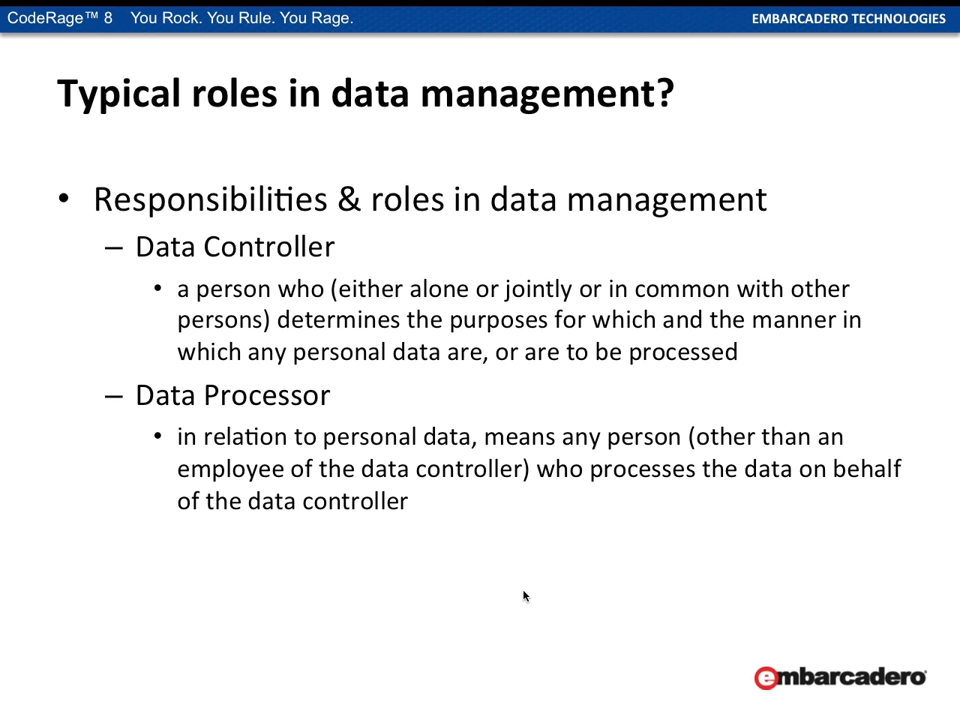 CodeRage™ 8 You Rock. You Rule. You Rage.
EMBARCADERO TECHNOLOGIES
Typical roles in data management?
• Responsibilities & roles in data management
– Data Controller
• a person who (either alone or jointly or in common with other
persons) determines the purposes for which and the manner in
which any personal data are, or are to be processed
– Data Processor
• in relation to personal data, means any person (other than an
employee of the data controller) who processes the data on behalf
of the data controller
embarcadero